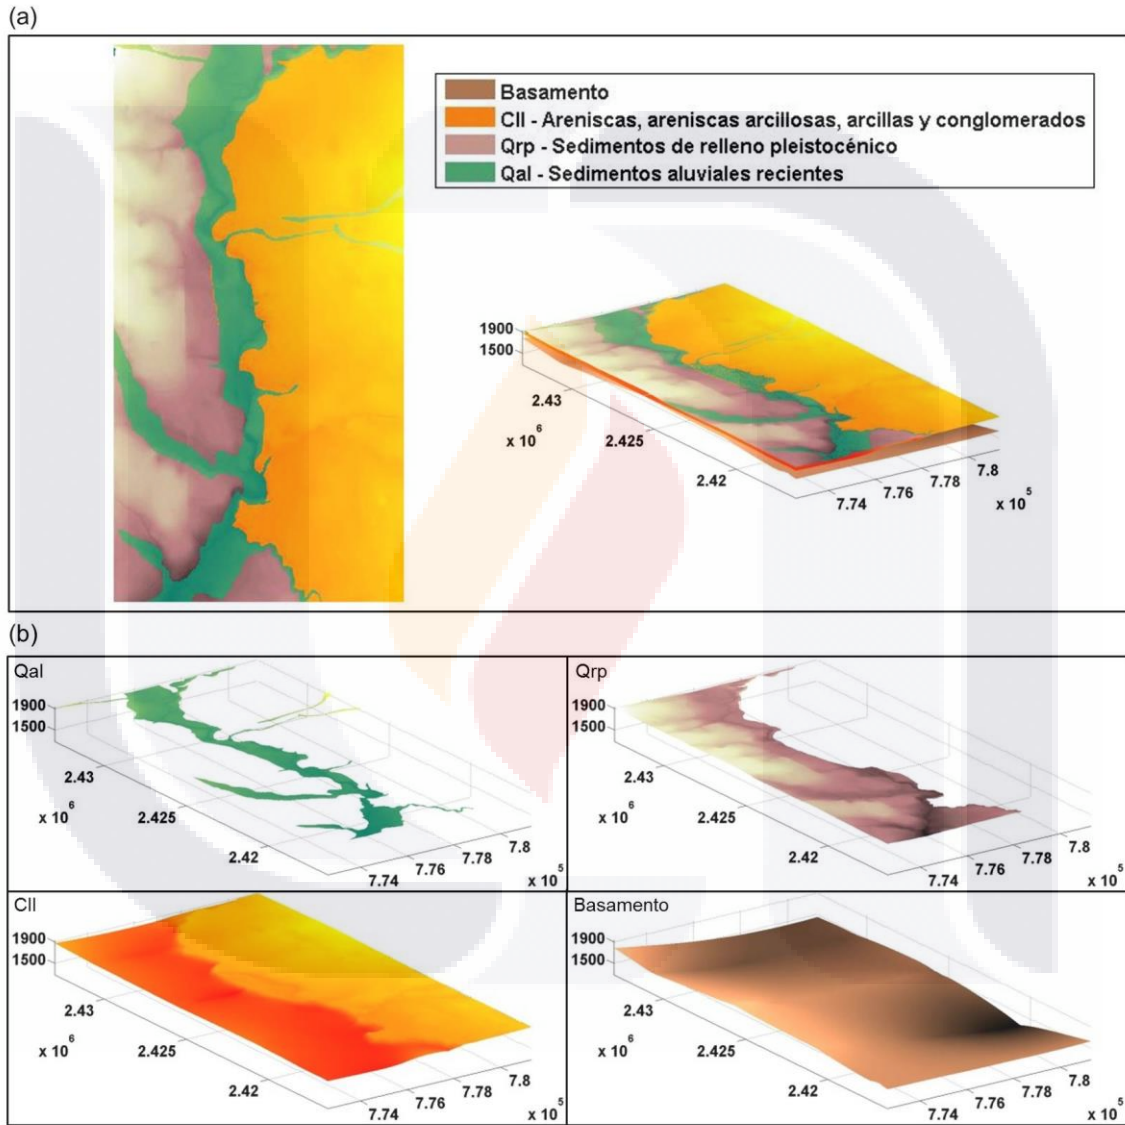 (a)
Basamento
Cll - Areniscas, areniscas arcillosas, arcillas y conglomerados
Qrp - Sedimentos de relleno pleistocénico
Qal - Sedimentos aluviales recientes
1900
1500
2.43
x 10 6
2.425
2.42
7.74
7.76
7.78
7.8
x 10 5
(b)
Qal
1900
1500
2.43
x 10 6
2.425
2.42
7.74
7.76
7.78
7.8
x 10 5
Qrp
1900
1500
2.43
x 10 6
2.425
2.42
7.74
7.76
7.78
7.8
x 10 5
Cll
1900
1500
2.43
x 10 6
2.425
2.42
7.74
7.76
7.78
7.8
x 10 5
Basamento
1900
1500
2.43
x 10 6
2.425
2.42
7.74
7.76
7.78
7.8
x 10 5